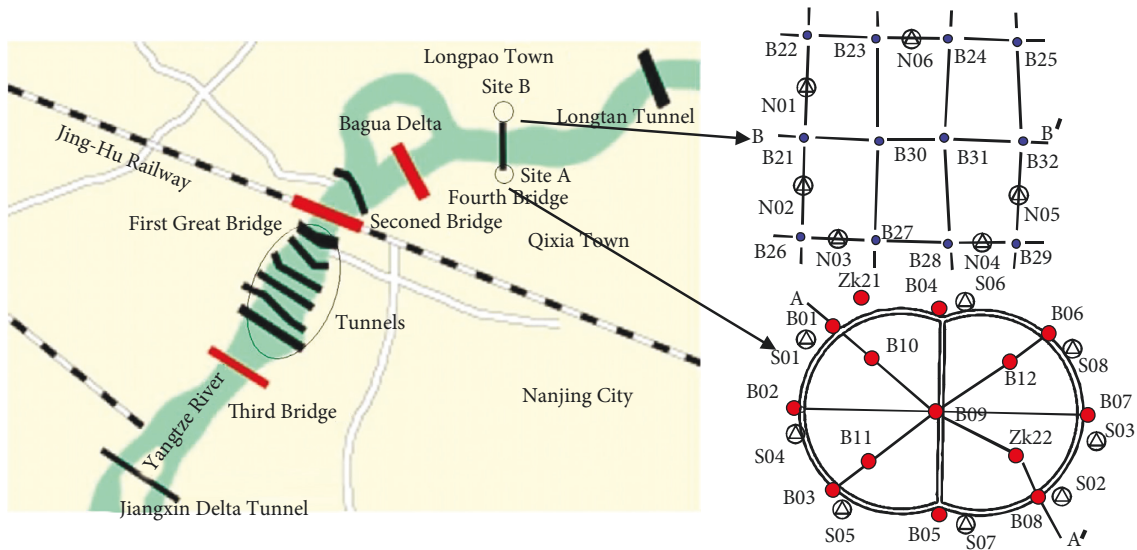 Longpao Town
Site B
Bagua Delta
Longtan Tunnel
Jing-Hu Railway
Site A
Fourth Bridge
First Great Bridge
Seconed Bridge
Qixia Town
Tunnels
Nanjing City
Third Bridge
Yangtze River
Jiangxin Delta Tunnel
B22
B23
N06
B24
B25
N01
B
B21
B30
B31
B32
B'
N02
N05
B26
N03
B27
B28
N04
B29
Zk21
B04
S06
A
B01
B06
S01
B10
B12
S08
B02
B09
B07
S03
S04
B11
Zk22
B03
S02
S05
B05
S07
B08
A'